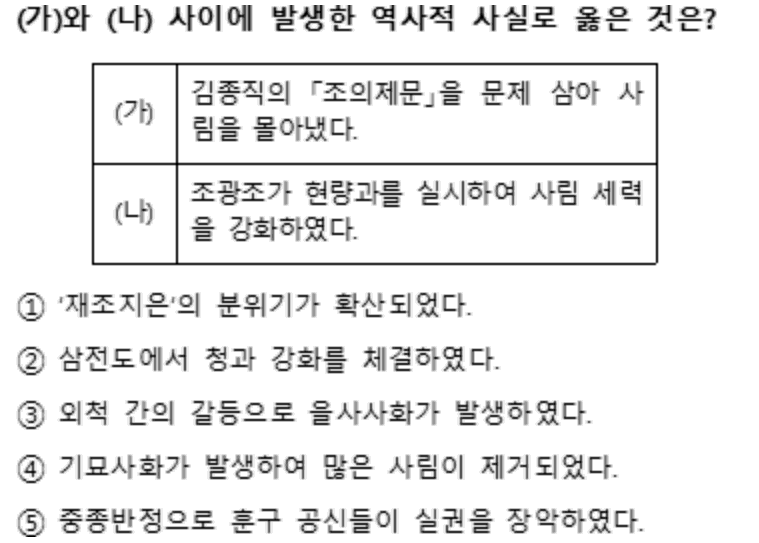 (가)와 (나) 사이에 발생한 역사적 사실로 옳은 것은?
(가)
김종직의 「조의제문」을 문제 삼아 사
림을 몰아냈다.
(나)
조광조가 현량과를 실시하여 사림 세력
을 강화하였다.
① '재조지은'의 분위기가 확산되었다.
② 삼전도에서 청과 강화를 체결하였다.
③ 외척 간의 갈등으로 을사사화가 발생하였다.
④ 기묘사화가 발생하여 많은 사림이 제거되었다.
⑤ 중종반정으로 훈구 공신들이 실권을 장악하였다.